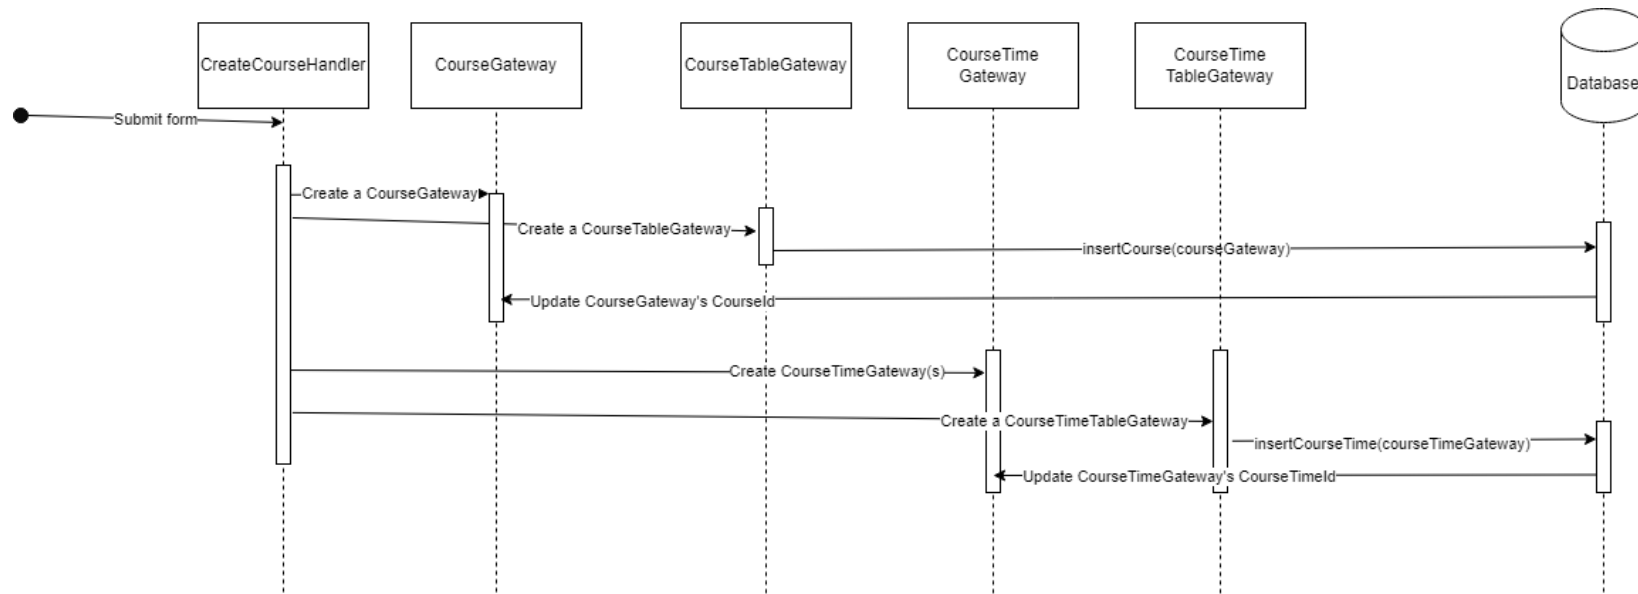 CreateCourseHandler
CourseGateway
CourseTableGateway
CourseTime
Gateway
CourseTime
TableGateway
Database
Submit form
Create a CourseGateway
Create a CourseTableGateway
insertCourse(courseGateway)
Update CourseGateway's CourseId
Create CourseTimeGateway(s)
Create a CourseTimeTableGateway
insertCourseTime(courseTimeGateway)
Update CourseTimeGateway's CourseTimeId